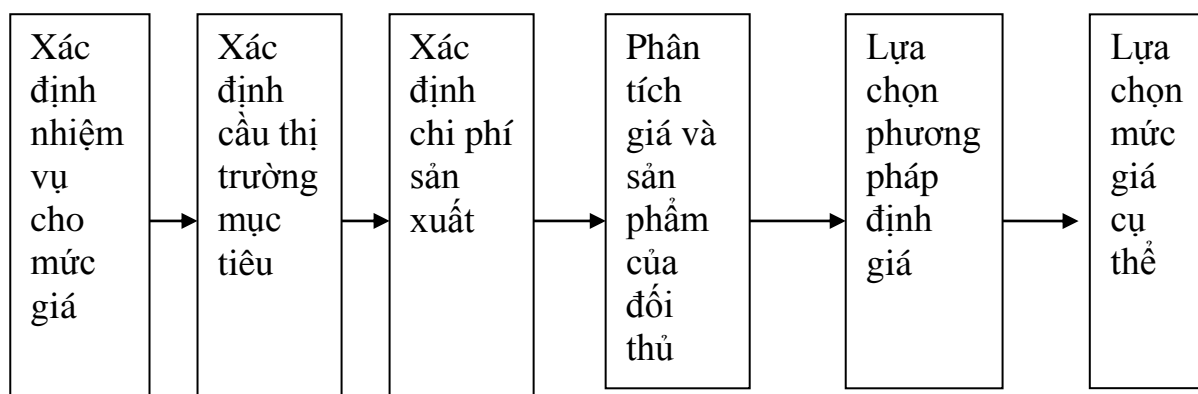 Xác
định
nhiệm
vụ
cho
mức
giá
Xác
định
cầu thị
trường
mục
tiêu
Xác
định
chi phí
sản
xuất
Phân
tích
giá và
sản
phẩm
của
đối
thủ
Lựa
chọn
phương
pháp
định
giá
Lựa
chọn
mức
giá
cụ
thể